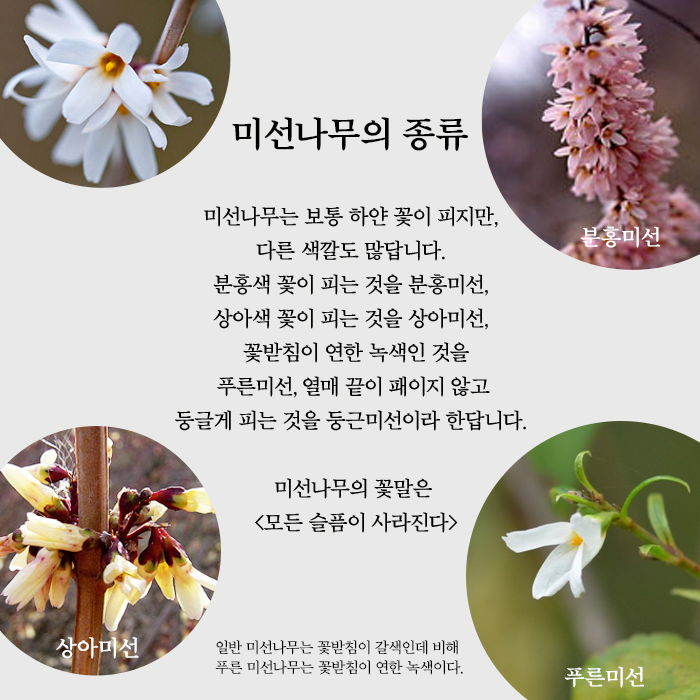 미선나무의 종류
분홍미선
미선나무는 보통 하얀 꽃이 피지만,
다른 색깔도 많답니다.
분홍색 꽃이 피는 것을 분홍미선,
상아색 꽃이 피는 것을 상아미선,
꽃받침이 연한 녹색인 것을
푸른미선, 열매 끝이 패이지 않고
둥글게 피는 것을 둥근미선이라 한답니다.
미선나무의 꽃말은
<모든 슬픔이 사라진다>
상아미선
일반 미선나무는 꽃받침이 갈색인데 비해
푸른 미선나무는 꽃받침이 연한 녹색이다.
푸른미선